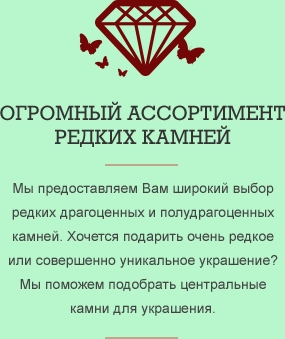 ОГРОМНЫЙ АССОРТИМЕНТ
РЕДКИХ КАМНЕЙ
Мы предоставляем Вам широкий выбор
редких драгоценных и полудрагоценных
камней. Хочется подарить очень редкое
или совершенно уникальное украшение?
Мы поможем подобрать центральные
камни для украшения.